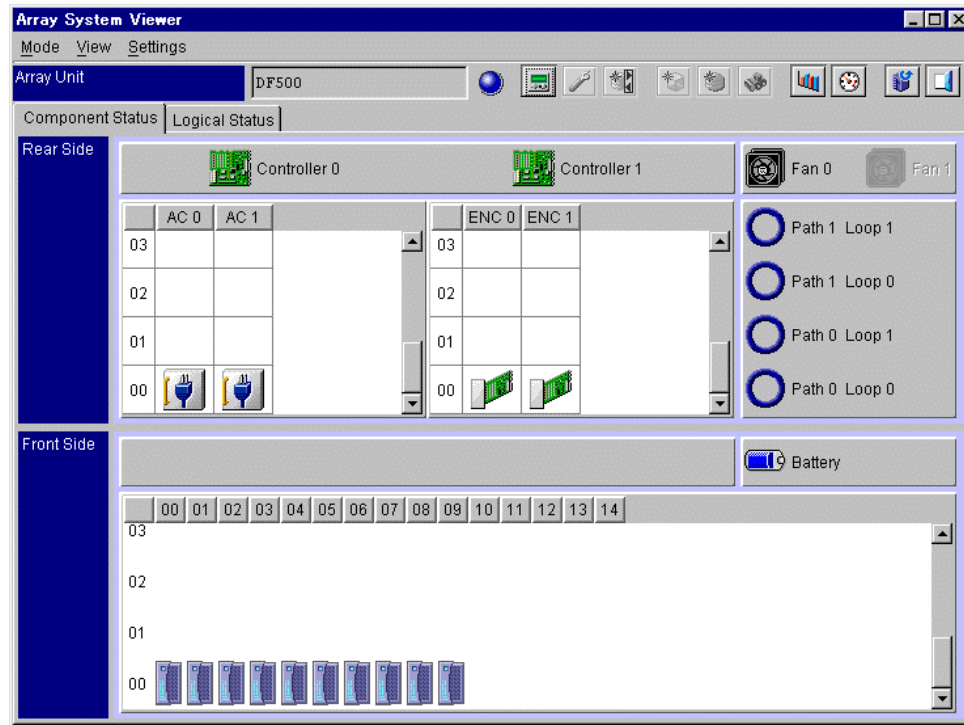 Array System Viewer
Mode View Settings
Array Unit DF500
Component Status Logical Status
Rear Side Controller 0 Controller 1 Fan 0 Fan 1
AC 0 AC 1 ENC 0 ENC 1
03 03 Path 1 Loop 1
02 02 Path 1 Loop 0
01 01 Path 0 Loop 1
00 00 Path 0 Loop 0
Front Side Battery
00 01 02 03 04 05 06 07 08 09 10 11 12 13 14
03
02
01
00